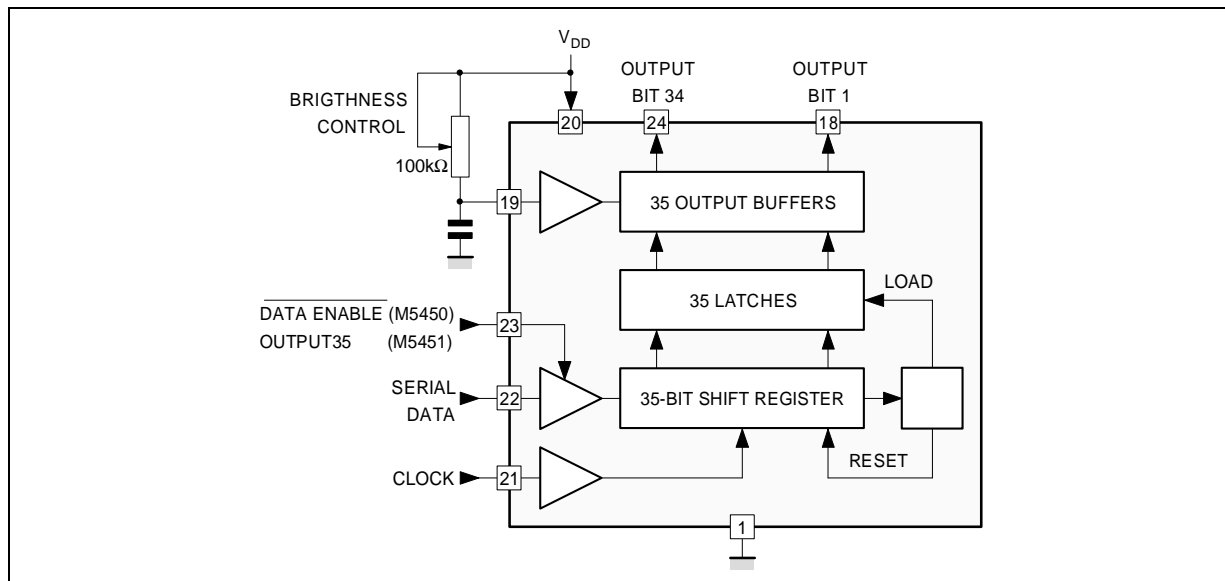 VDD
OUTPUT
BIT 34
OUTPUT
BIT 1
BRIGTHNESS
CONTROL
100kΩ
20
24
18
19
35 OUTPUT BUFFERS
LOAD
35 LATCHES
DATA ENABLE (M5450)
OUTPUT35 (M5451)
23
SERIAL
DATA
22
35-BIT SHIFT REGISTER
RESET
CLOCK
21
1